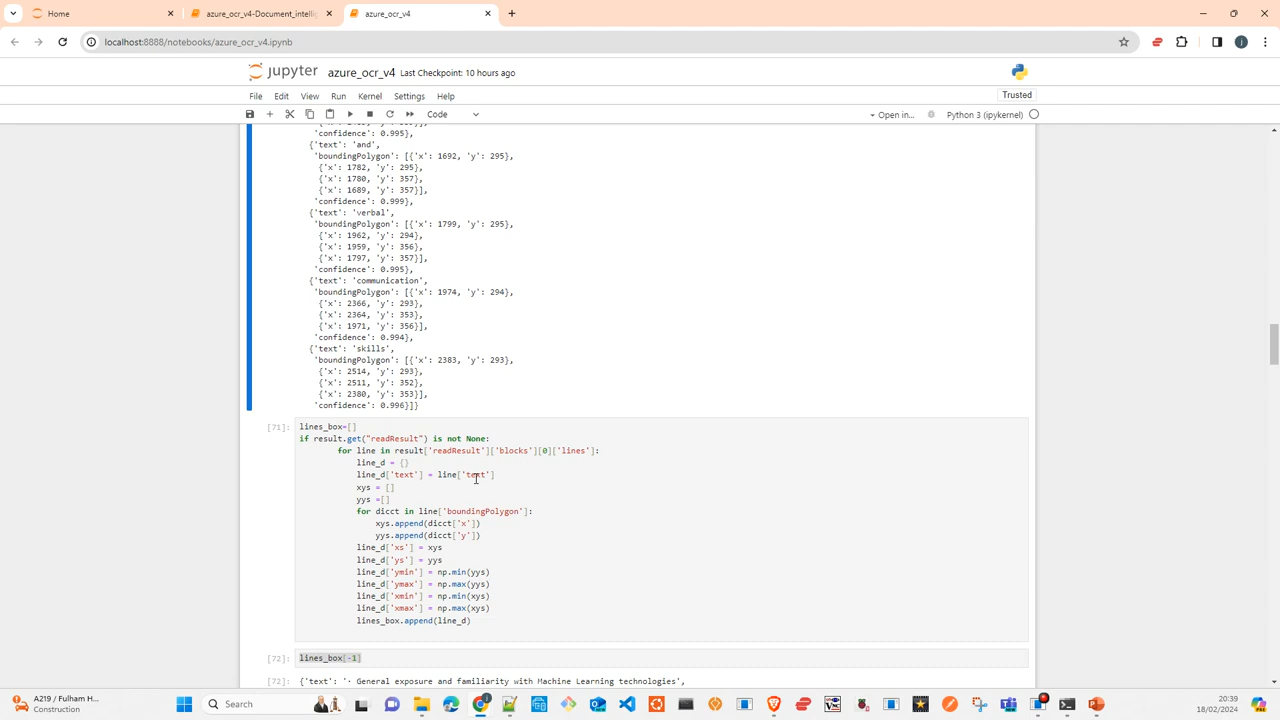 Home
azure_ocr_v4-Document_intellig
azure_ocr_v4
localhost:8888/notebooks/azure_ocr_v4.ipynb
jupyter azure_ocr_v4 Last Checkpoint: 10 hours ago
File Edit View Run Kernel Settings Help
Trusted
Code
Open in...
Python 3 (ipykernel)
'confidence': 0.995},
{'text': 'and',
'boundingPolygon': [{'x': 1692, 'y': 295},
{'x': 1782, 'y': 295},
{'x': 1780, 'y': 357},
{'x': 1689, 'y': 357}],
'confidence': 0.999},
{'text': 'verbal',
'boundingPolygon': [{'x': 1799, 'y': 295},
{'x': 1962, 'y': 294},
{'x': 1959, 'y': 356},
{'x': 1797, 'y': 357}],
'confidence': 0.995},
{'text': 'communication',
'boundingPolygon': [{'x': 1974, 'y': 294},
{'x': 2366, 'y': 293},
{'x': 2364, 'y': 353},
{'x': 1971, 'y': 356}],
'confidence': 0.994},
{'text': 'skills',
'boundingPolygon': [{'x': 2383, 'y': 293},
{'x': 2514, 'y': 293},
{'x': 2511, 'y': 352},
{'x': 2380, 'y': 353}],
'confidence': 0.996}]}
[71]: lines_box=[]
if result.get("readResult") is not None:
for line in result['readResult']['blocks'][0]['lines']:
line_d = {}
line_d['text'] = line['text']
xys = []
yys =[]
for dicct in line['boundingPolygon']:
xys.append(dicct['x'])
yys.append(dicct['y'])
line_d['xs'] = xys
line_d['ys'] = yys
line_d['ymin'] = np.min(yys)
line_d['ymax'] = np.max(yys)
line_d['xmin'] = np.min(xys)
line_d['xmax'] = np.max(xys)
lines_box.append(line_d)
[72]: lines_box[-1]
[72]: {'text': '· General exposure and familiarity with Machine Learning technologies',
A219 / Fulham H...
Construction
Search
20:39
18/02/2024